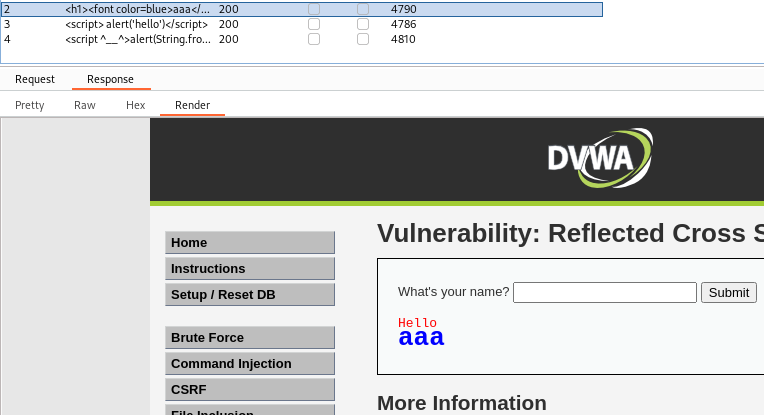 2 <h1><font color=blue>aaa</... 200 4790
3 <script> alert('hello')</script> 200 4786
4 <script ^__^>alert(String.fro... 200 4810
Request Response
Pretty Raw Hex Render
DVWA
Vulnerability: Reflected Cross S
Home
Instructions
Setup / Reset DB
Brute Force
Command Injection
CSRF
File Inclusion
What's your name? Submit
Hello
aaa
More Information